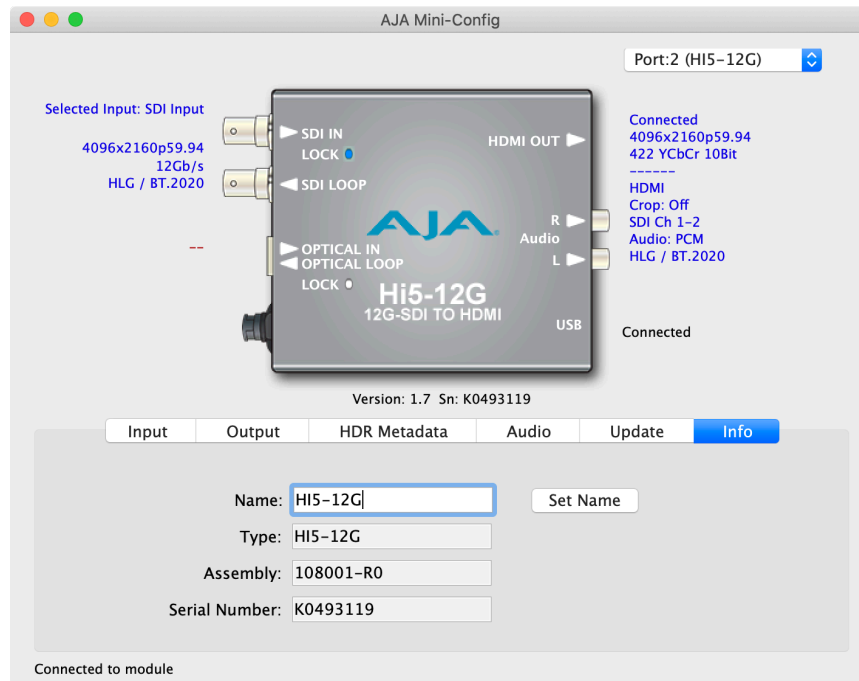 AJA Mini-Config
Port:2 (HI5-12G)
Selected Input: SDI Input
4096x2160p59.94
12Gb/s
HLG / BT.2020
--
SDI IN
LOCK
SDI LOOP
OPTICAL IN
OPTICAL LOOP
LOCK
AJA
Hi5-12G
12G-SDI TO HDMI
HDMI OUT
R
Audio
L
USB
Connected
4096x2160p59.94
422 YCbCr 10Bit
------
HDMI
Crop: Off
SDI Ch 1-2
Audio: PCM
HLG / BT.2020
Connected
Version: 1.7 Sn: K0493119
Input Output HDR Metadata Audio Update Info
Name: HI5-12G Set Name
Type: HI5-12G
Assembly: 108001-R0
Serial Number: K0493119
Connected to module